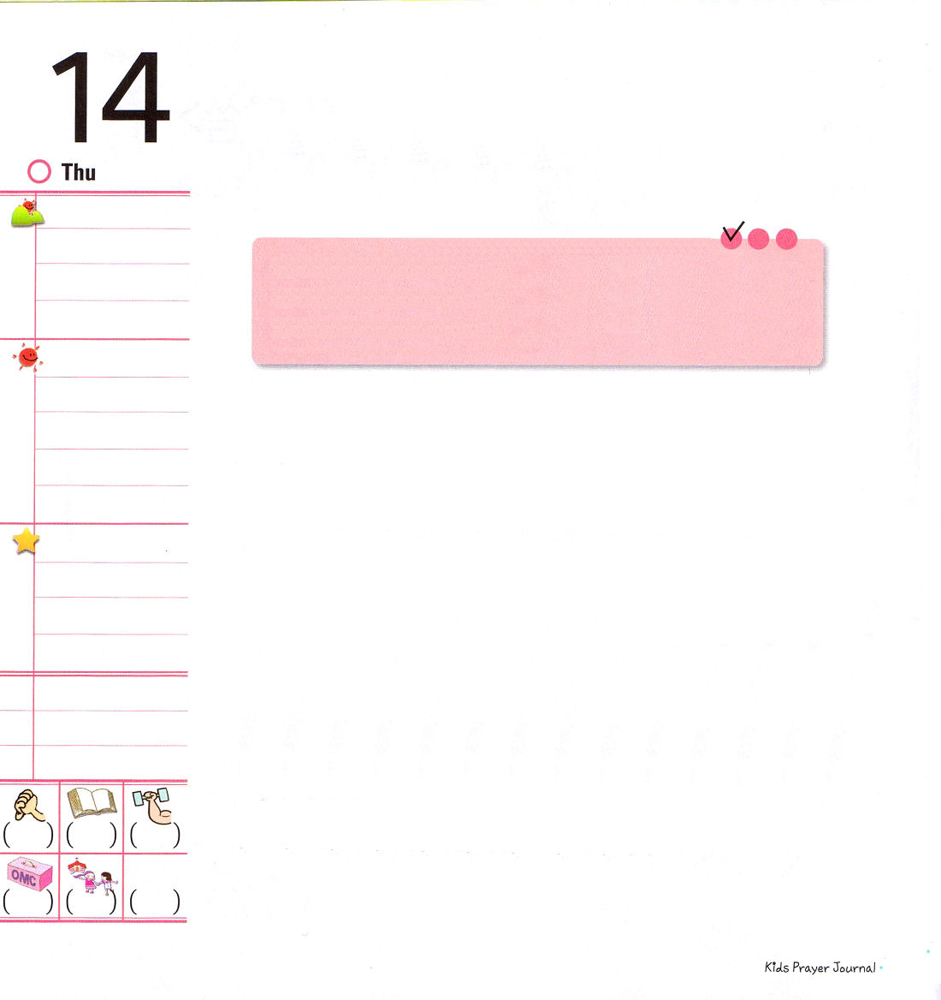 14
Thu
( ) ( ) ( )
OMC
( ) ( ) ( )
Kids Prayer Journal